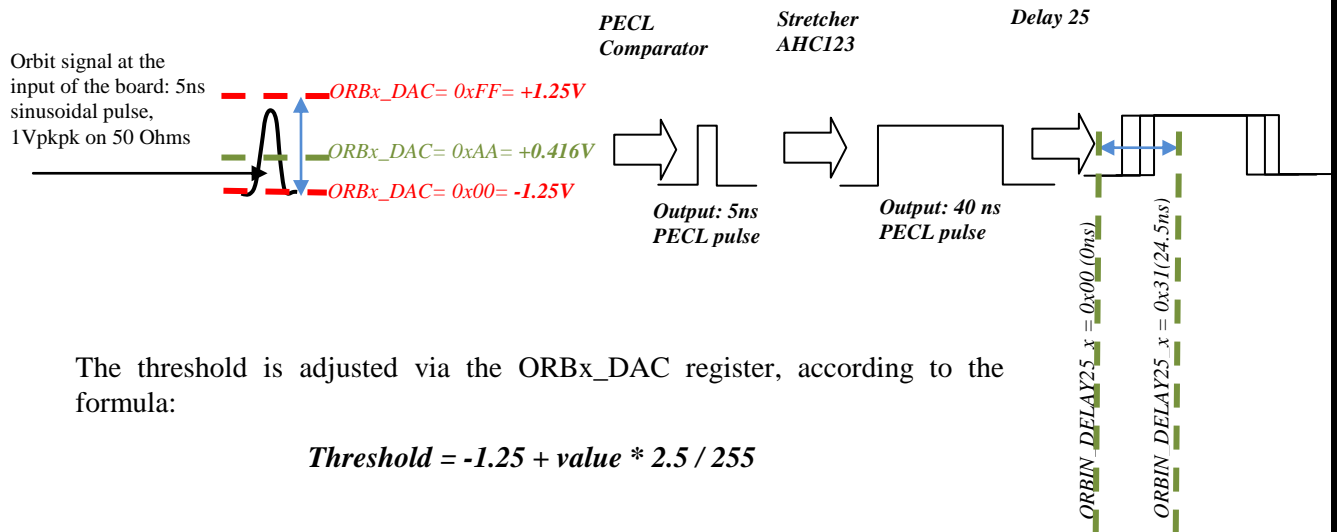 PECL
Comparator
Stretcher
AHC123
Delay 25
Orbit signal at the
input of the board: 5ns
sinusoidal pulse,
1Vpkpk on 50 Ohms
ORBx_DAC= 0xFF= +1.25V
ORBx_DAC= 0xAA= +0.416V
ORBx_DAC= 0x00= -1.25V
Output: 5ns
PECL pulse
Output: 40 ns
PECL pulse
ORBIN_DELAY25_x = 0x00 (0ns)
ORBIN_DELAY25_x = 0x31(24.5ns)
The threshold is adjusted via the ORBx_DAC register, according to the
formula:
Threshold = -1.25 + value * 2.5 / 255